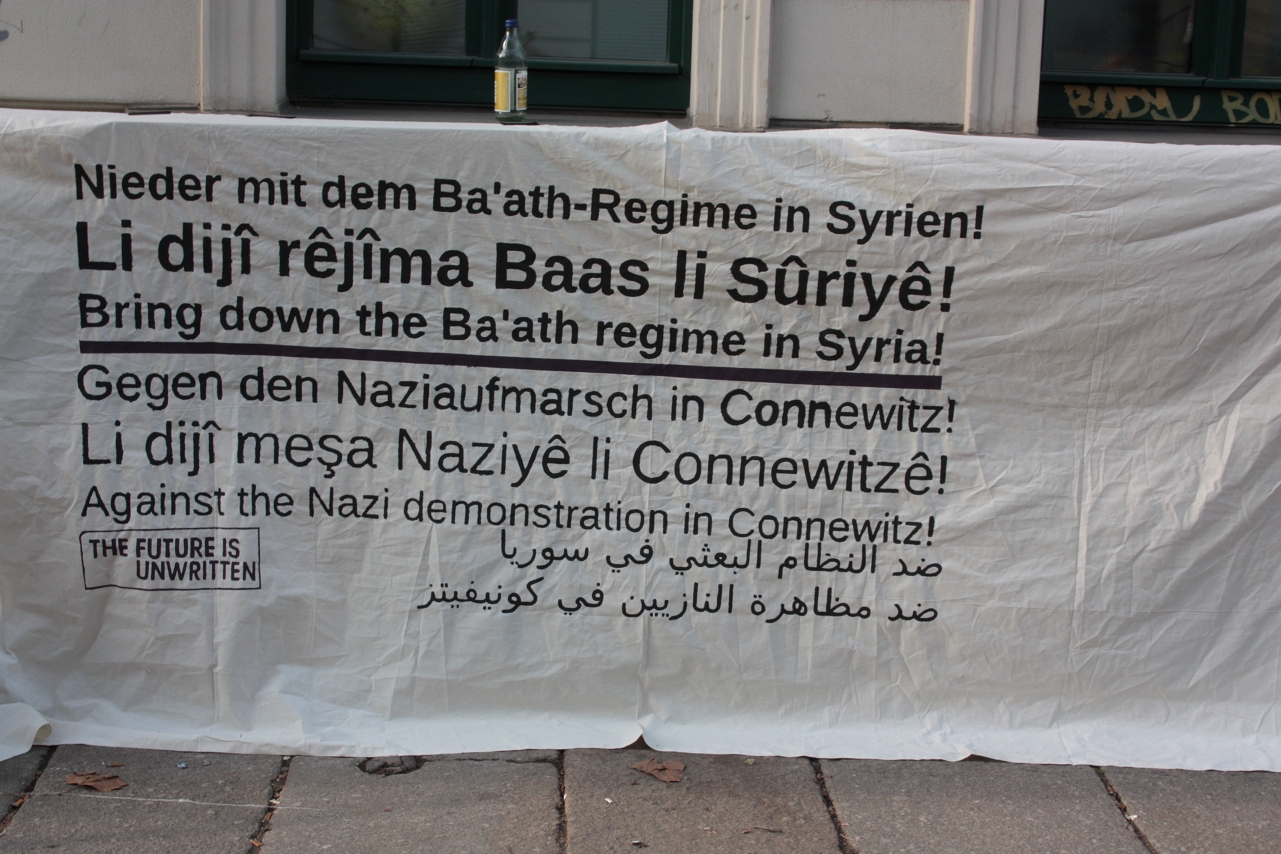 BODY BO
Nieder mit dem Ba'ath-Regime in Syrien!
Li dijî rêjîma Baas li Sûriyê!
Bring down the Ba'ath regime in Syria!
Gegen den Naziaufmarsch in Connewitz!
Li dijî meşa Naziyê li Connewitzê!
Against the Nazi demonstration in Connewitz!
ضد النظام البعثي في سوريا
ضد مظاهرة النازيين في كونيفيتز
THE FUTURE IS
UNWRITTEN